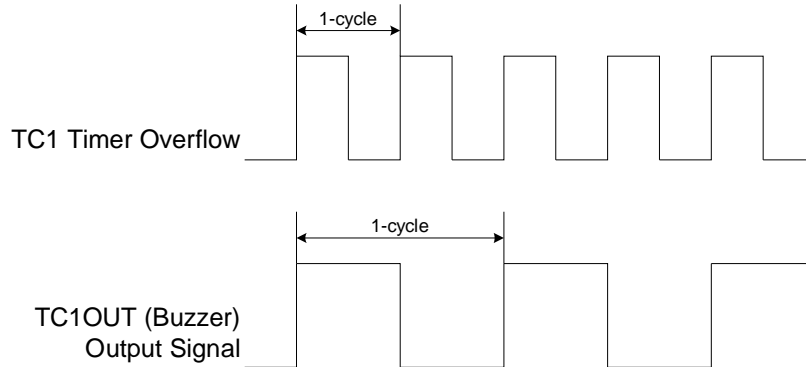 1-cycle
TC1 Timer Overflow
1-cycle
TC1OUT (Buzzer)
Output Signal